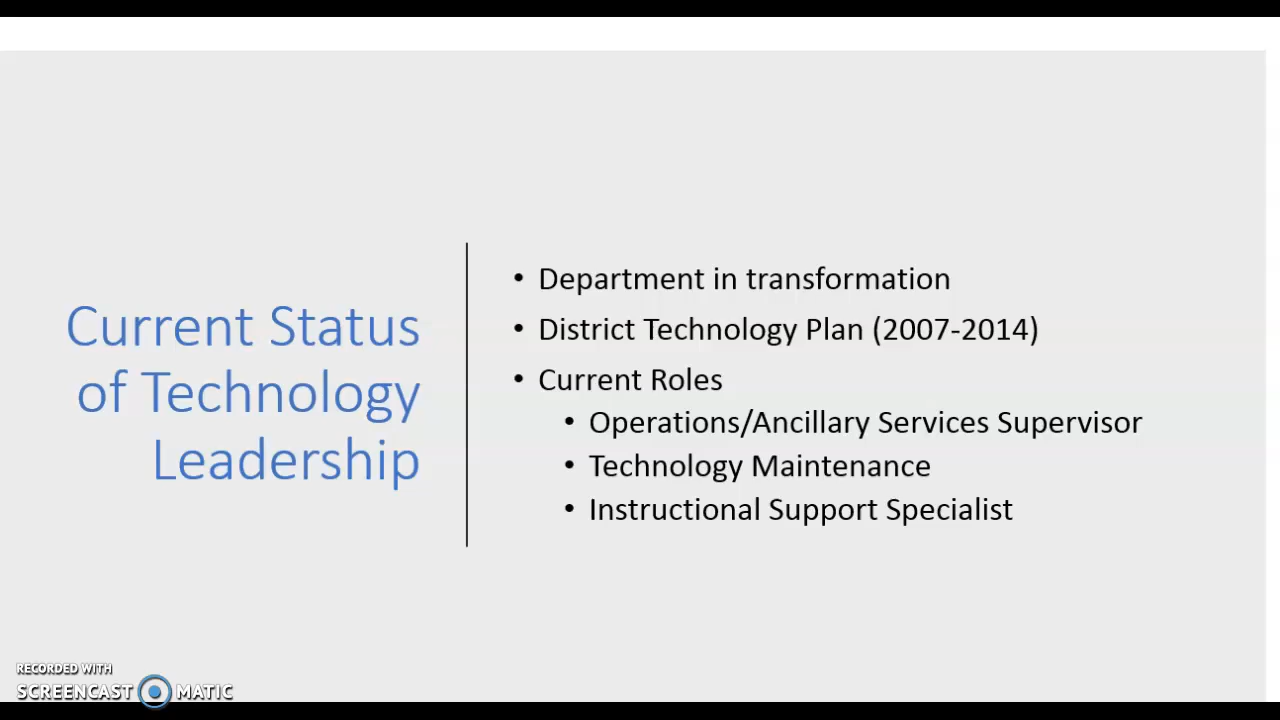 Current Status
of Technology
Leadership
• Department in transformation
• District Technology Plan (2007-2014)
• Current Roles
• Operations/Ancillary Services Supervisor
• Technology Maintenance
• Instructional Support Specialist
RECORDED WITH
SCREENCAST MATIC